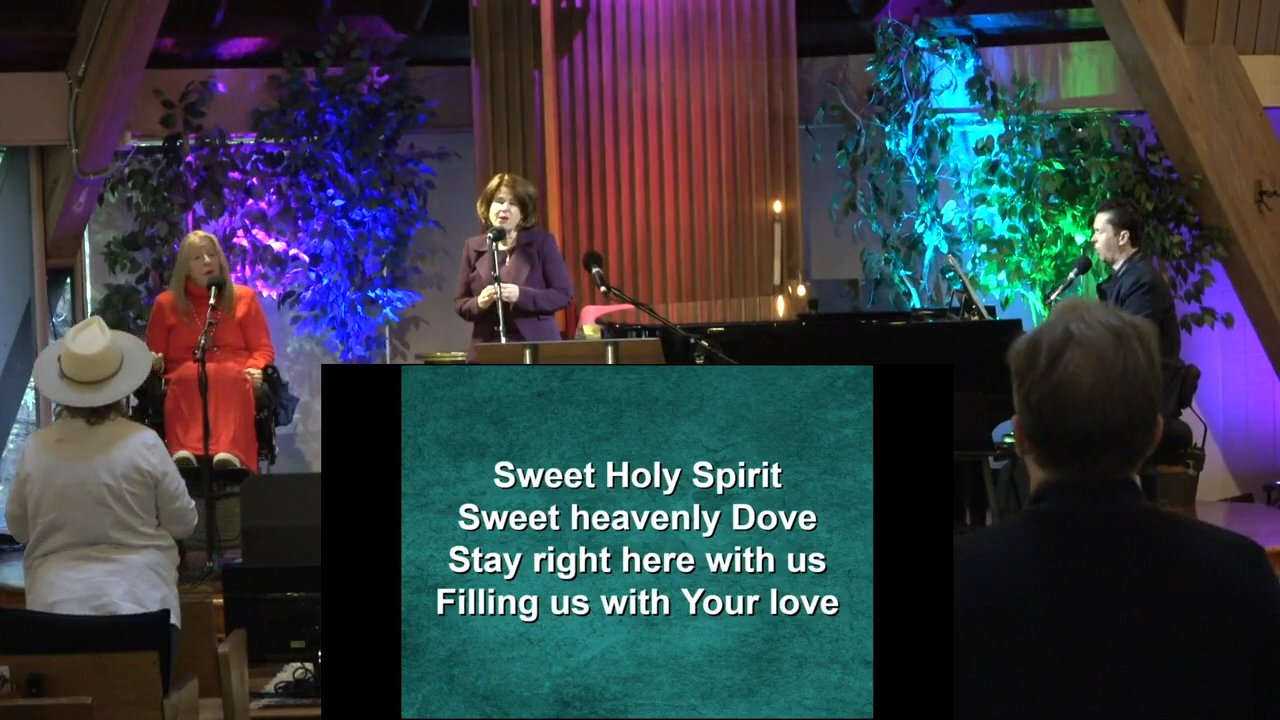 Sweet Holy Spirit
Sweet heavenly Dove
Stay right here with us
Filling us with Your love